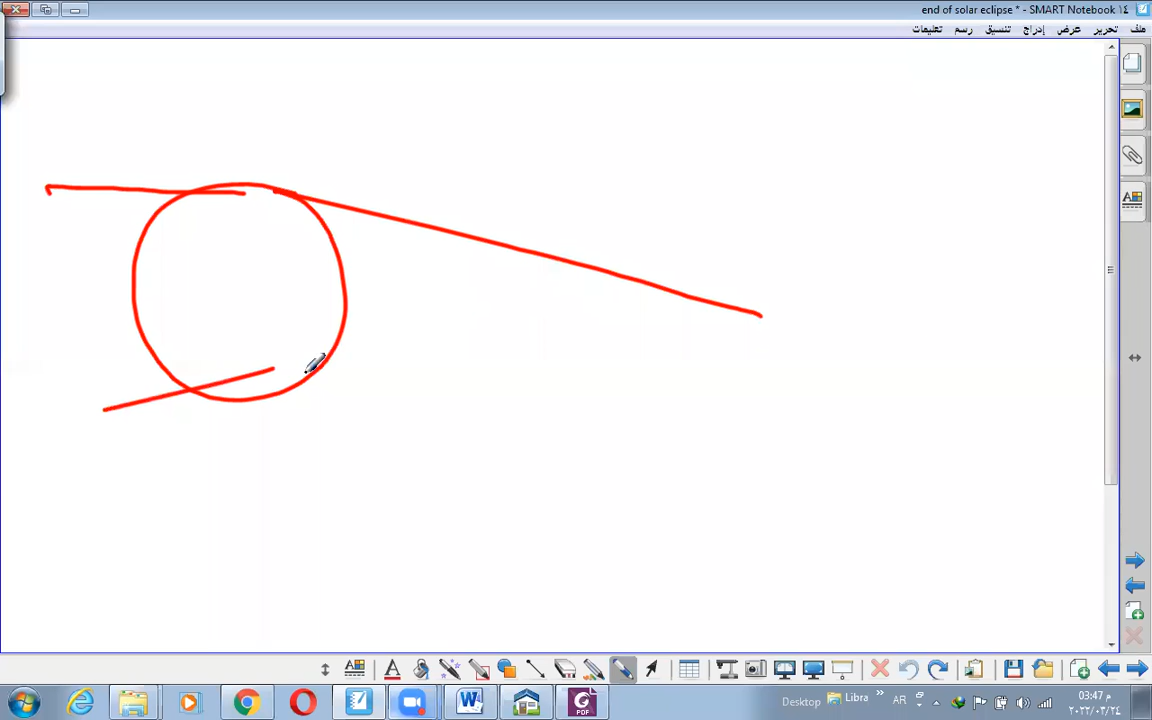 end of solar eclipse * - SMART Notebook ١٤
ملف تحرير عرض إدراج تنسيق رسم تعليمات
Desktop Libra » AR م 03:47
٢٠٢٢/٠٣/٢٤